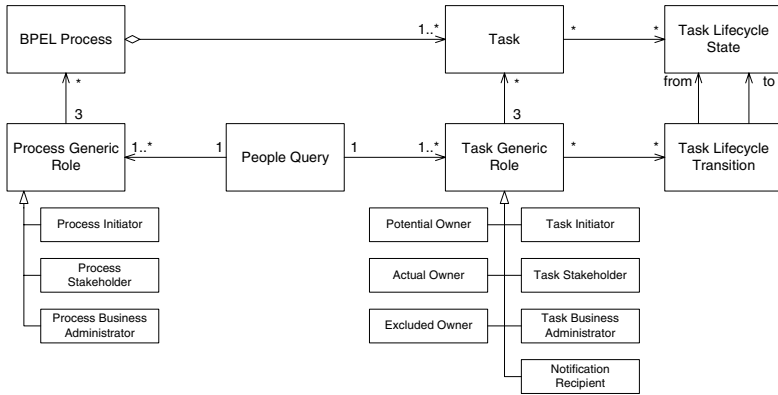 BPEL Process
1..*
Task
*
*
Task Lifecycle
State
*
*
from
to
3
3
Process Generic
Role
1..*
1
People Query
1
1..*
Task Generic
Role
*
*
Task Lifecycle
Transition
Process Initiator
Potential Owner
Task Initiator
Process
Stakeholder
Actual Owner
Task Stakeholder
Process Business
Administrator
Excluded Owner
Task Business
Administrator
Notification
Recipient